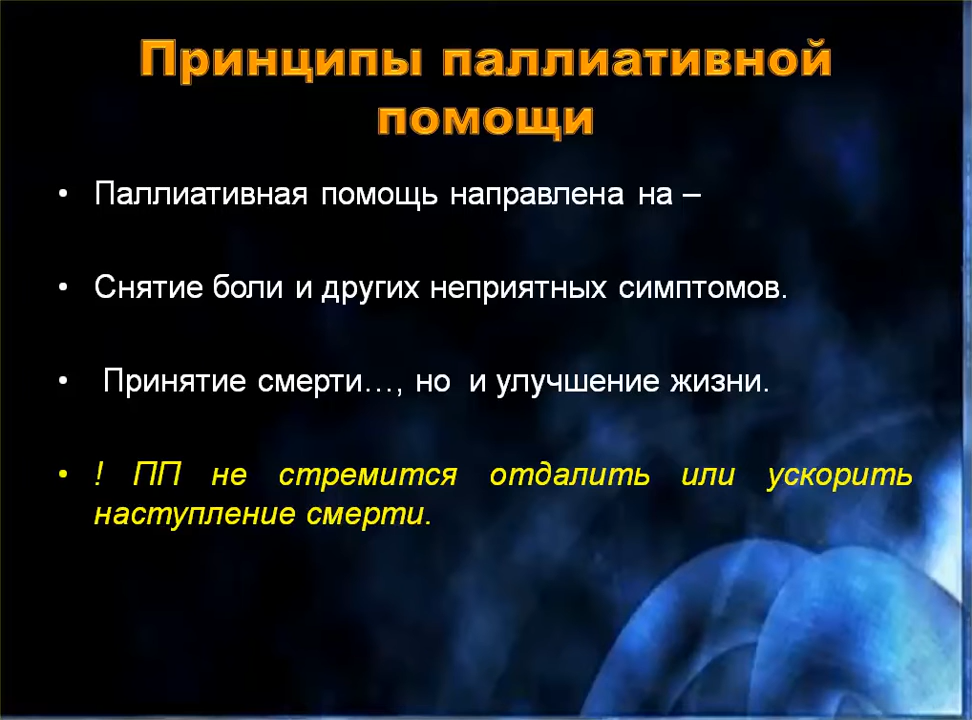 Принципы паллиативной
помощи
• Паллиативная помощь направлена на –
• Снятие боли и других неприятных симптомов.
• Принятие смерти…, но и улучшение жизни.
• ! ПП не стремится отдалить или ускорить
наступление смерти.